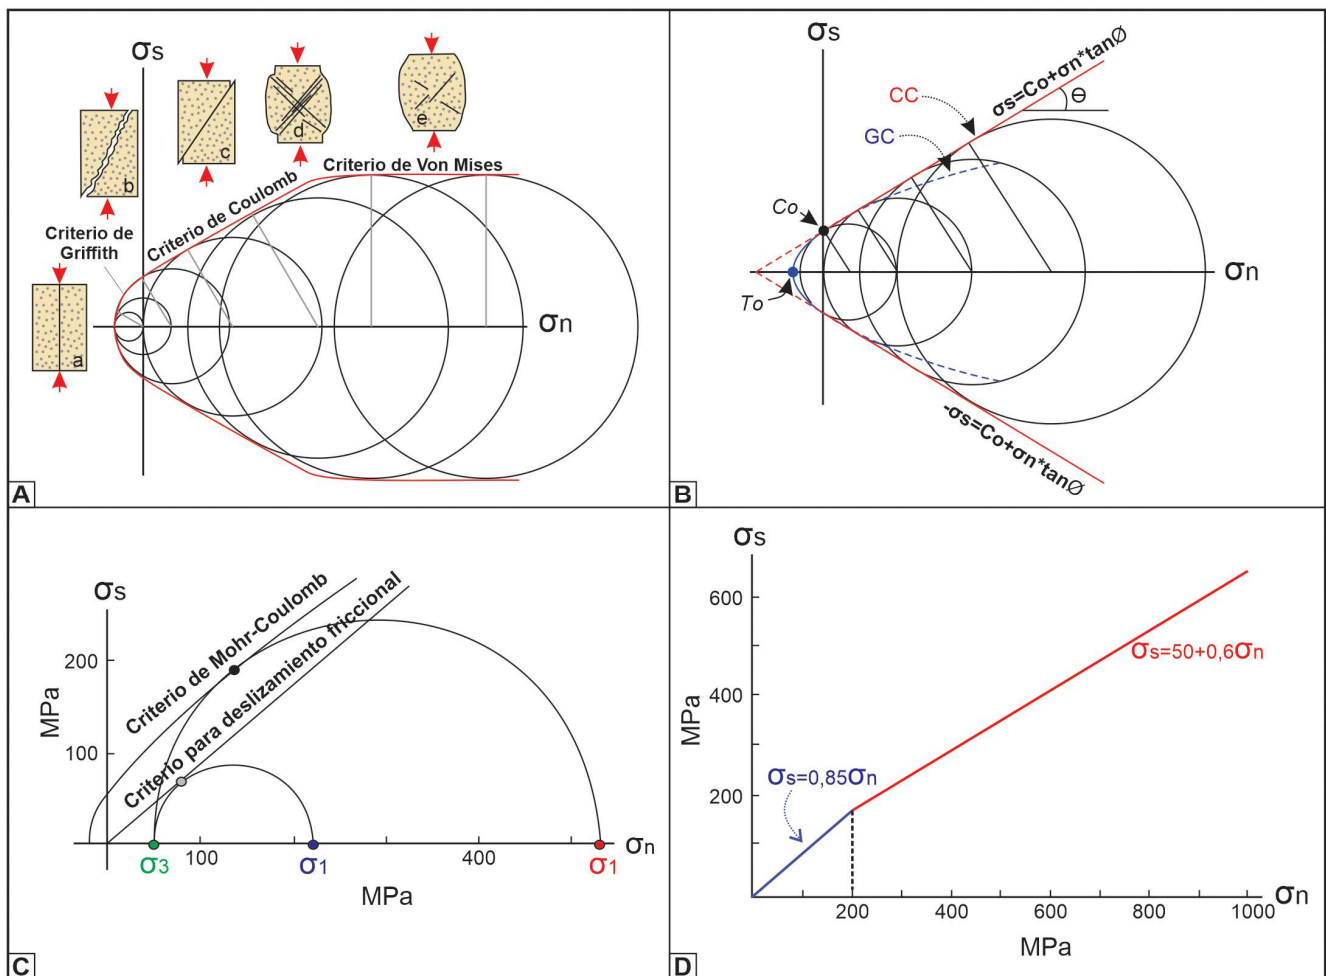 σs
b
c
d
e
Criterio de Von Mises
Criterio de Coulomb
Criterio de
Griffith
a
σn
A
σs
σs=Co+σn*tanØ
CC
Θ
GC
Co
σn
To
-σs=Co+σn*tanØ
B
σs
Criterio de Mohr-Coulomb
Criterio para deslizamiento friccional
200
MPa
100
σn
σ3
100
σ1
400
σ1
MPa
C
σs
600
σs=50+0,6σn
400
MPa
σs=0,85σn
200
σn
200
400
600
800
1000
MPa
D